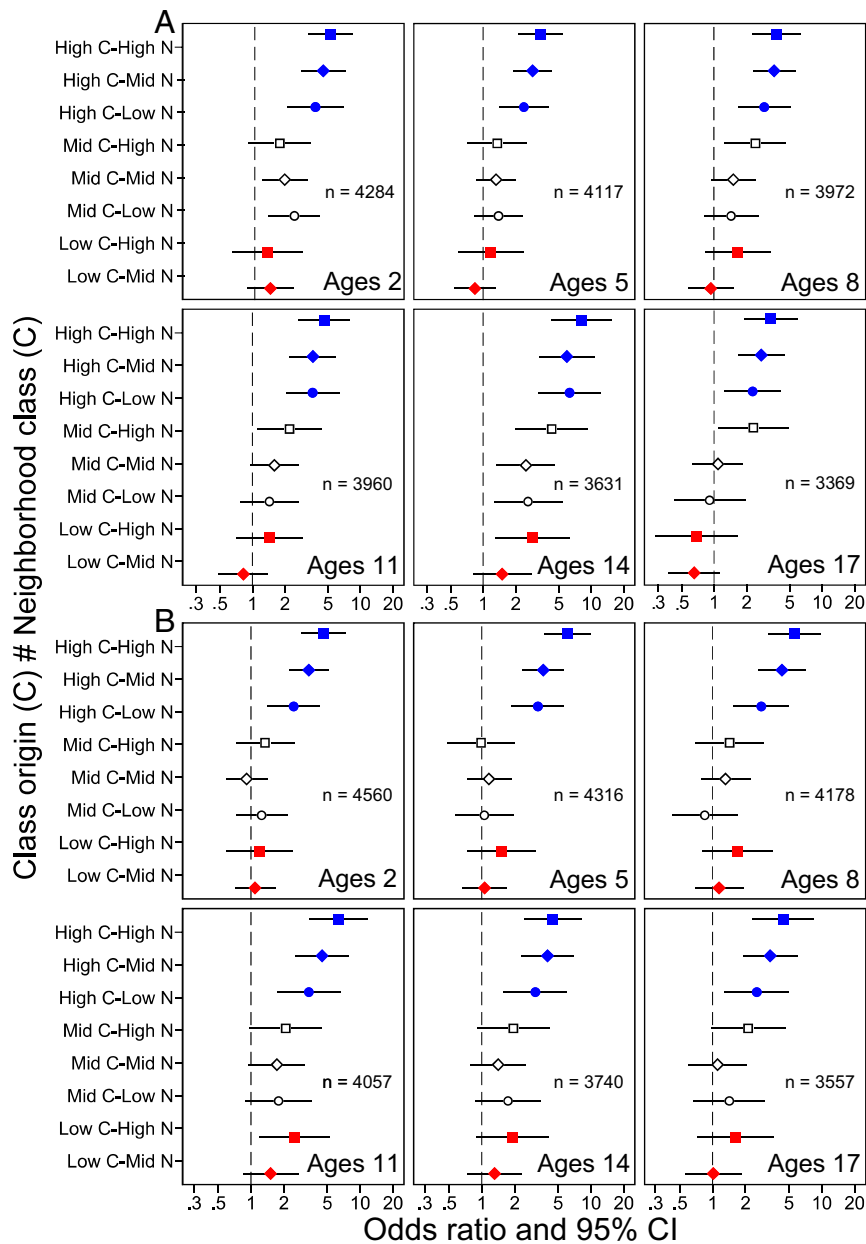 A
High C-High N
High C-Mid N
High C-Low N
Mid C-High N
Mid C-Mid N
Mid C-Low N
Low C-High N
Low C-Mid N
n = 4284
Ages 2
n = 4117
Ages 5
n = 3972
Ages 8
High C-High N
High C-Mid N
High C-Low N
Mid C-High N
Mid C-Mid N
Mid C-Low N
Low C-High N
Low C-Mid N
n = 3960
Ages 11
n = 3631
Ages 14
n = 3369
Ages 17
.3 .5 1 2 5 10 20
.3 .5 1 2 5 10 20
.3 .5 1 2 5 10 20
Class origin (C) # Neighborhood class (C)
B
High C-High N
High C-Mid N
High C-Low N
Mid C-High N
Mid C-Mid N
Mid C-Low N
Low C-High N
Low C-Mid N
n = 4560
Ages 2
n = 4316
Ages 5
n = 4178
Ages 8
High C-High N
High C-Mid N
High C-Low N
Mid C-High N
Mid C-Mid N
Mid C-Low N
Low C-High N
Low C-Mid N
n = 4057
Ages 11
n = 3740
Ages 14
n = 3557
Ages 17
.3 .5 1 2 5 10 20
.3 .5 1 2 5 10 20
.3 .5 1 2 5 10 20
Odds ratio and 95% CI